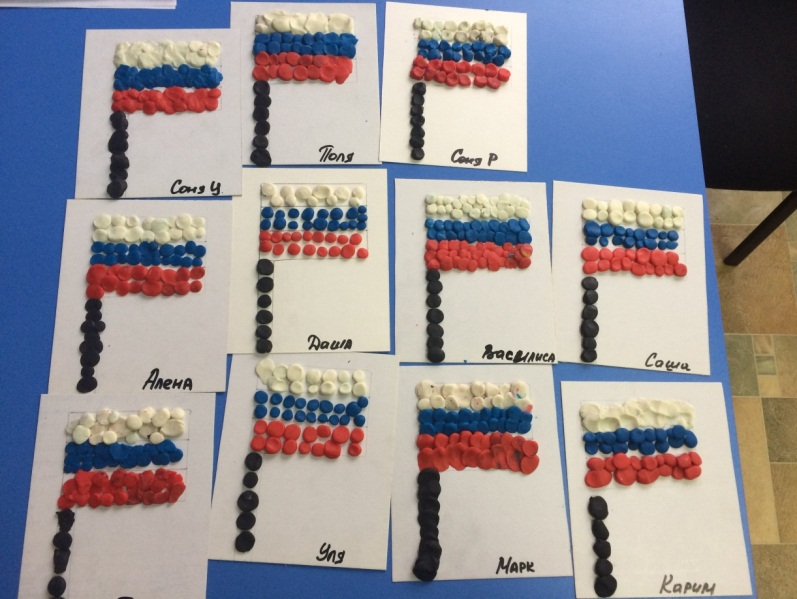 Соня Ц
Поля
Соня Р
Алена
Даша
Василиса
Саша
Уля
Марк
Карим